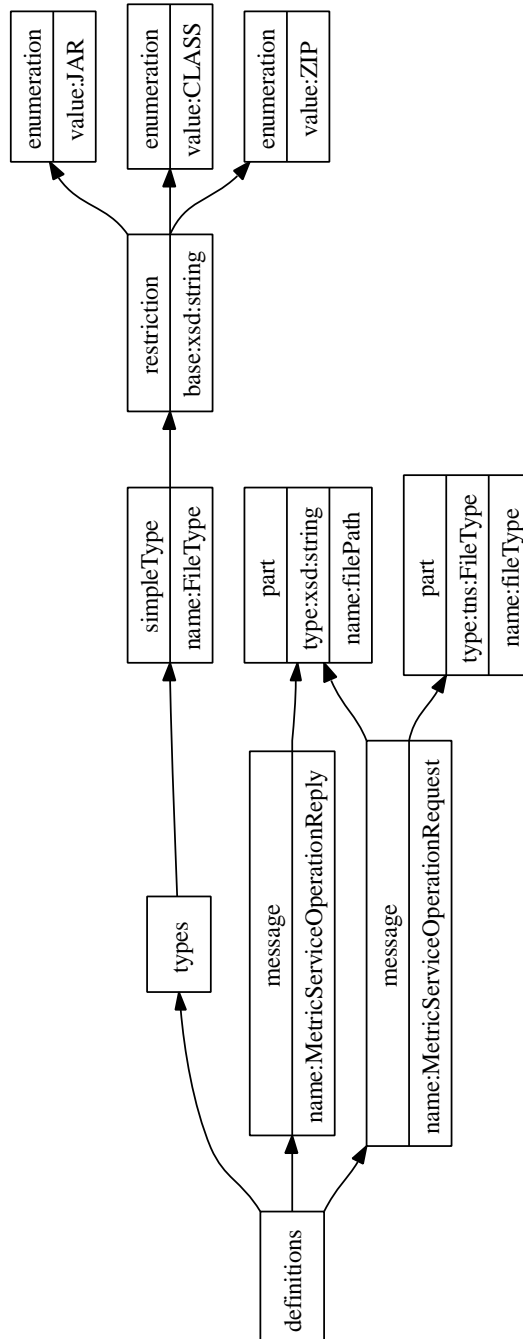 definitions
types
message
name:MetricServiceOperationReply
message
name:MetricServiceOperationRequest
simpleType
name:FileType
part
type:xsd:string
name:filePath
part
type:tns:FileType
name:fileType
restriction
base:xsd:string
enumeration
value:JAR
enumeration
value:CLASS
enumeration
value:ZIP